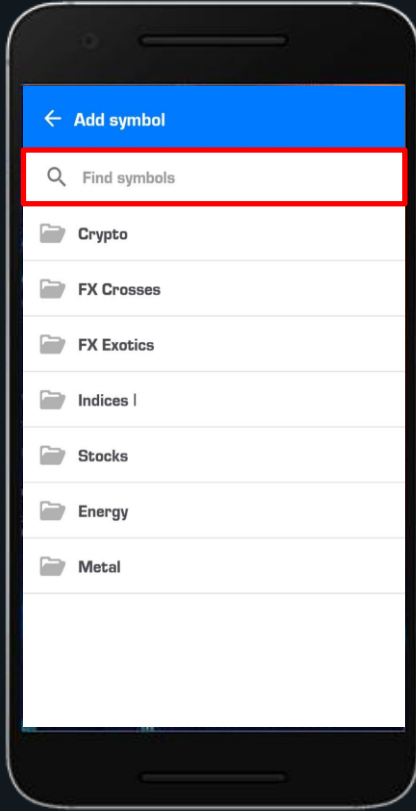 Add symbol
Find symbols
Crypto
FX Crosses
FX Exotics
Indices |
Stocks
Energy
Metal